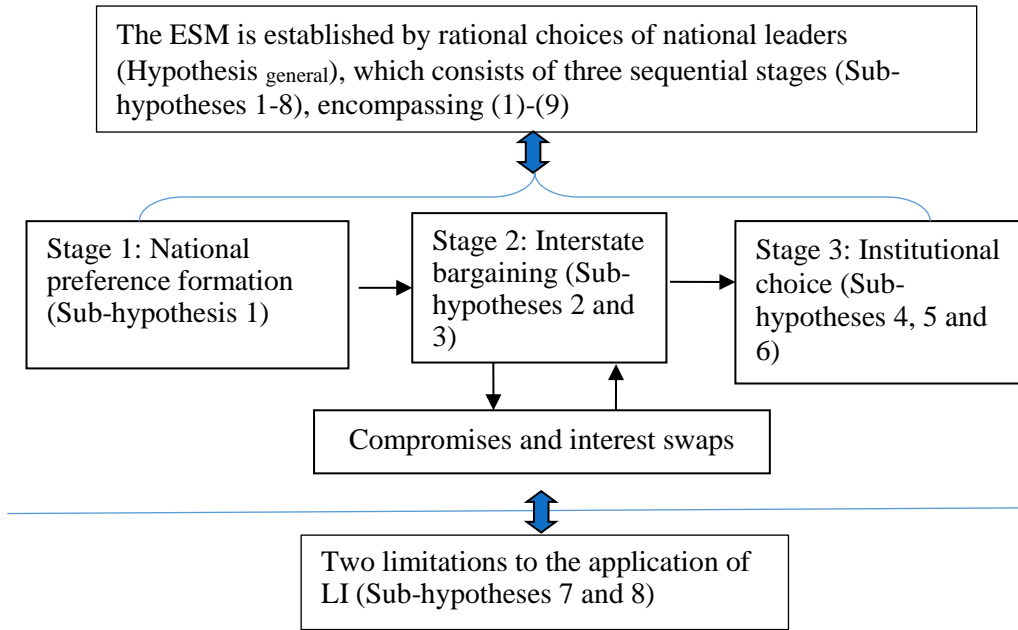 The ESM is established by rational choices of national leaders
(Hypothesis general), which consists of three sequential stages (Sub-
hypotheses 1-8), encompassing (1)-(9)
Stage 1: National
preference formation
(Sub-hypothesis 1)
Stage 2: Interstate
bargaining (Sub-
hypotheses 2 and
3)
Stage 3: Institutional
choice (Sub-
hypotheses 4, 5 and
6)
Compromises and interest swaps
Two limitations to the application of
LI (Sub-hypotheses 7 and 8)